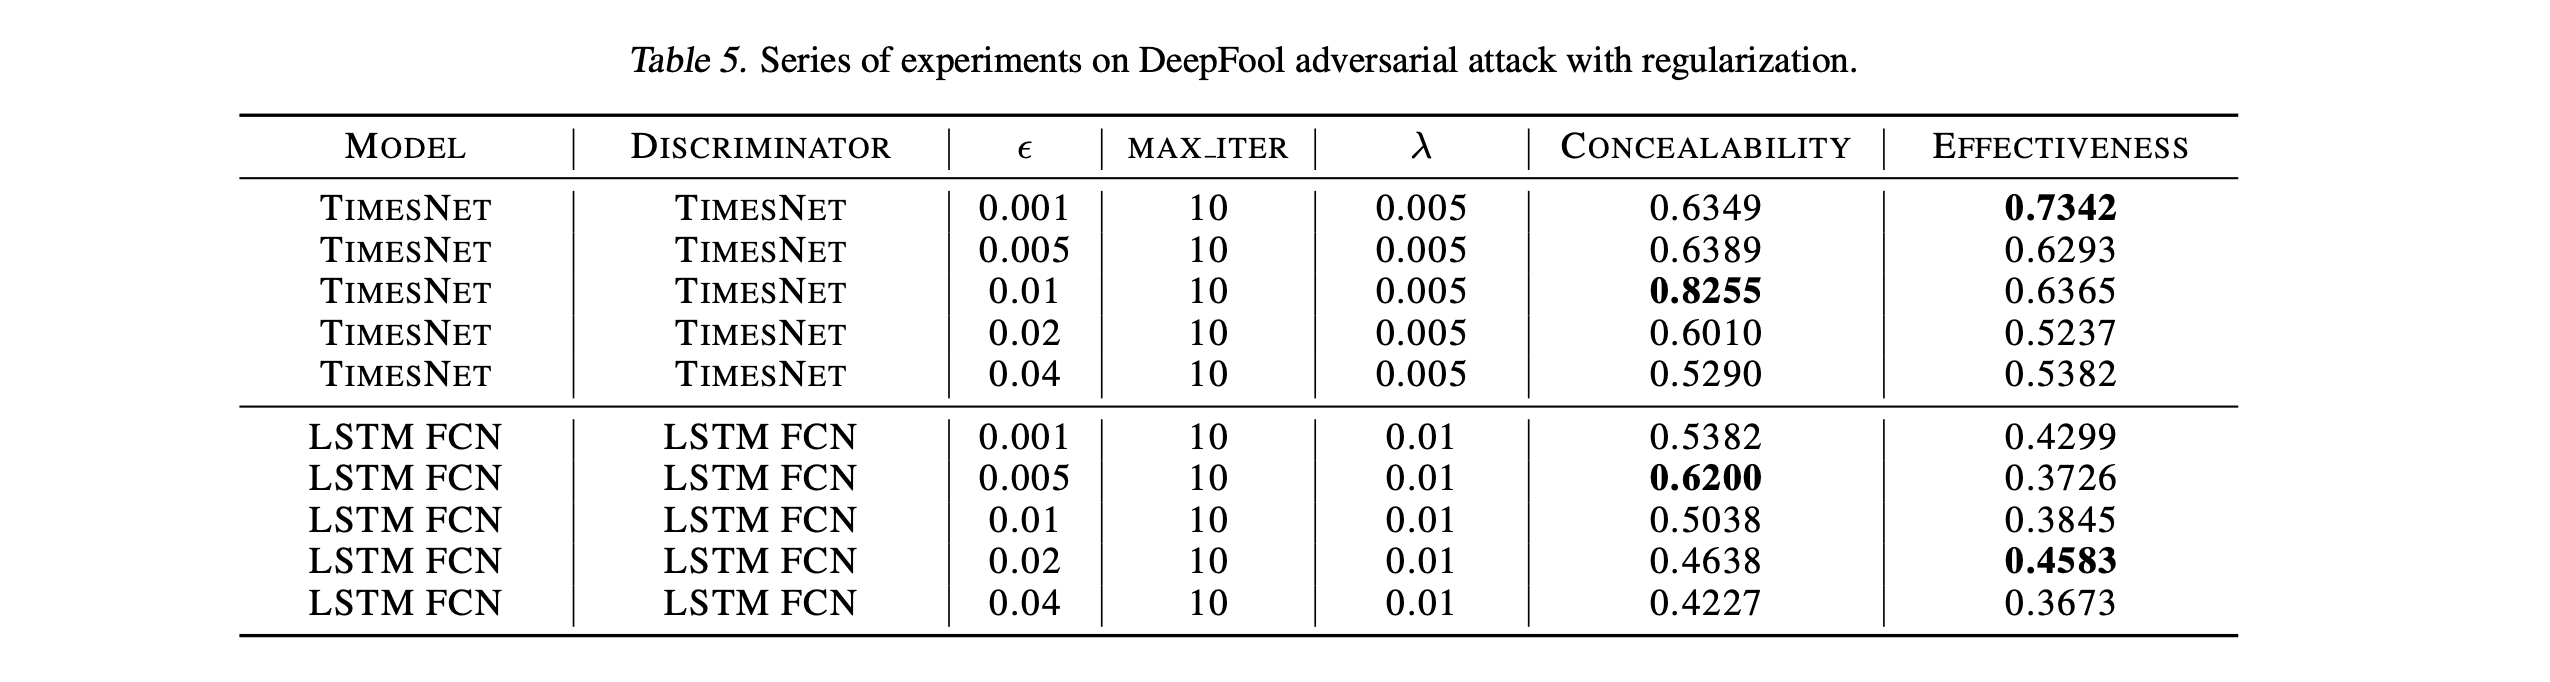 Table 5. Series of experiments on DeepFool adversarial attack with regularization.
MODEL DISCRIMINATOR ϵ MAX_ITER λ CONCEALABILITY EFFECTIVENESS
TIMESNET TIMESNET 0.001 10 0.005 0.6349 0.7342
TIMESNET TIMESNET 0.005 10 0.005 0.6389 0.6293
TIMESNET TIMESNET 0.01 10 0.005 0.8255 0.6365
TIMESNET TIMESNET 0.02 10 0.005 0.6010 0.5237
TIMESNET TIMESNET 0.04 10 0.005 0.5290 0.5382
LSTM FCN LSTM FCN 0.001 10 0.01 0.5382 0.4299
LSTM FCN LSTM FCN 0.005 10 0.01 0.6200 0.3726
LSTM FCN LSTM FCN 0.01 10 0.01 0.5038 0.3845
LSTM FCN LSTM FCN 0.02 10 0.01 0.4638 0.4583
LSTM FCN LSTM FCN 0.04 10 0.01 0.4227 0.3673